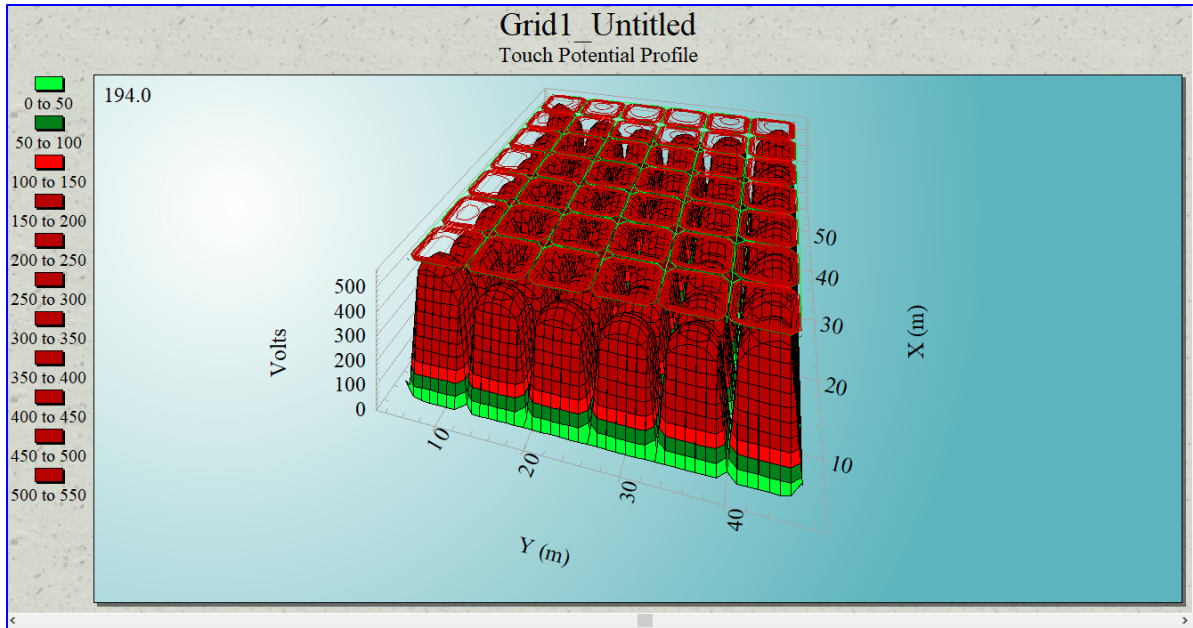 Grid1_Untitled
Touch Potential Profile
194.0
0 to 50
50 to 100
100 to 150
150 to 200
200 to 250
250 to 300
300 to 350
350 to 400
400 to 450
450 to 500
500 to 550
Volts
500
400
300
200
100
0
10
20
30
40
Y (m)
50
40
30
20
10
X (m)